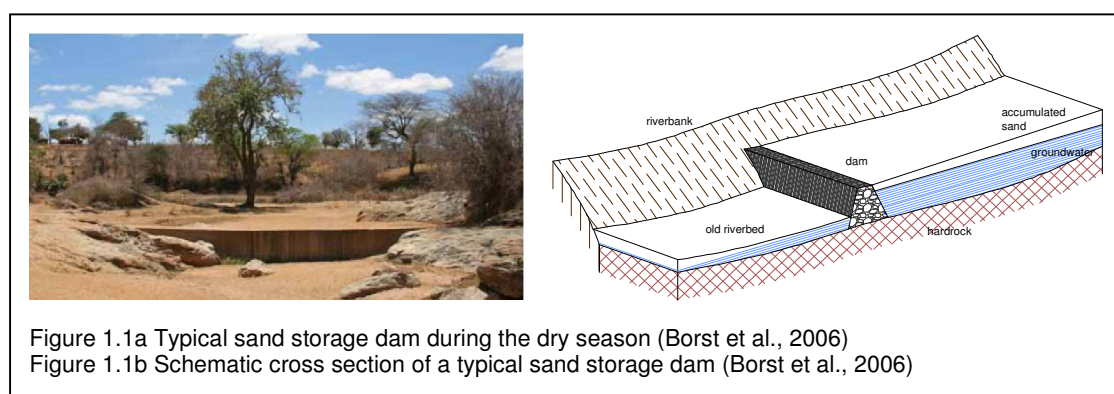 riverbank
accumulated
sand
groundwater
dam
old riverbed
hardrock
Figure 1.1a Typical sand storage dam during the dry season (Borst et al., 2006)
Figure 1.1b Schematic cross section of a typical sand storage dam (Borst et al., 2006)